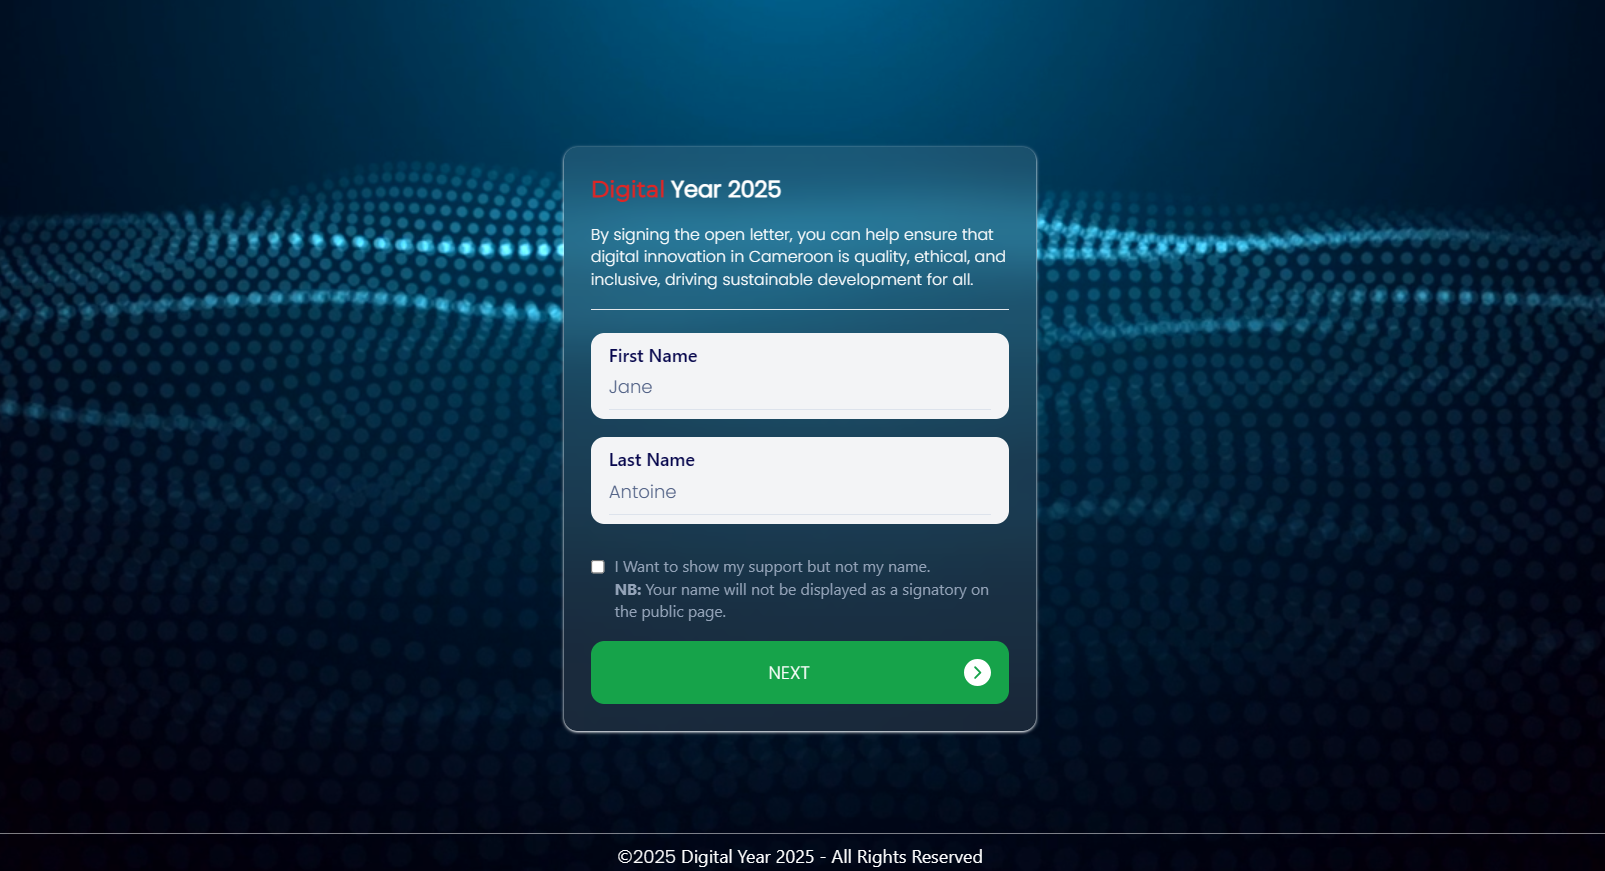 Digital Year 2025
By signing the open letter, you can help ensure that
digital innovation in Cameroon is quality, ethical, and
inclusive, driving sustainable development for all.
First Name
Jane
Last Name
Antoine
I Want to show my support but not my name.
NB: Your name will not be displayed as a signatory on
the public page.
NEXT
©2025 Digital Year 2025 - All Rights Reserved